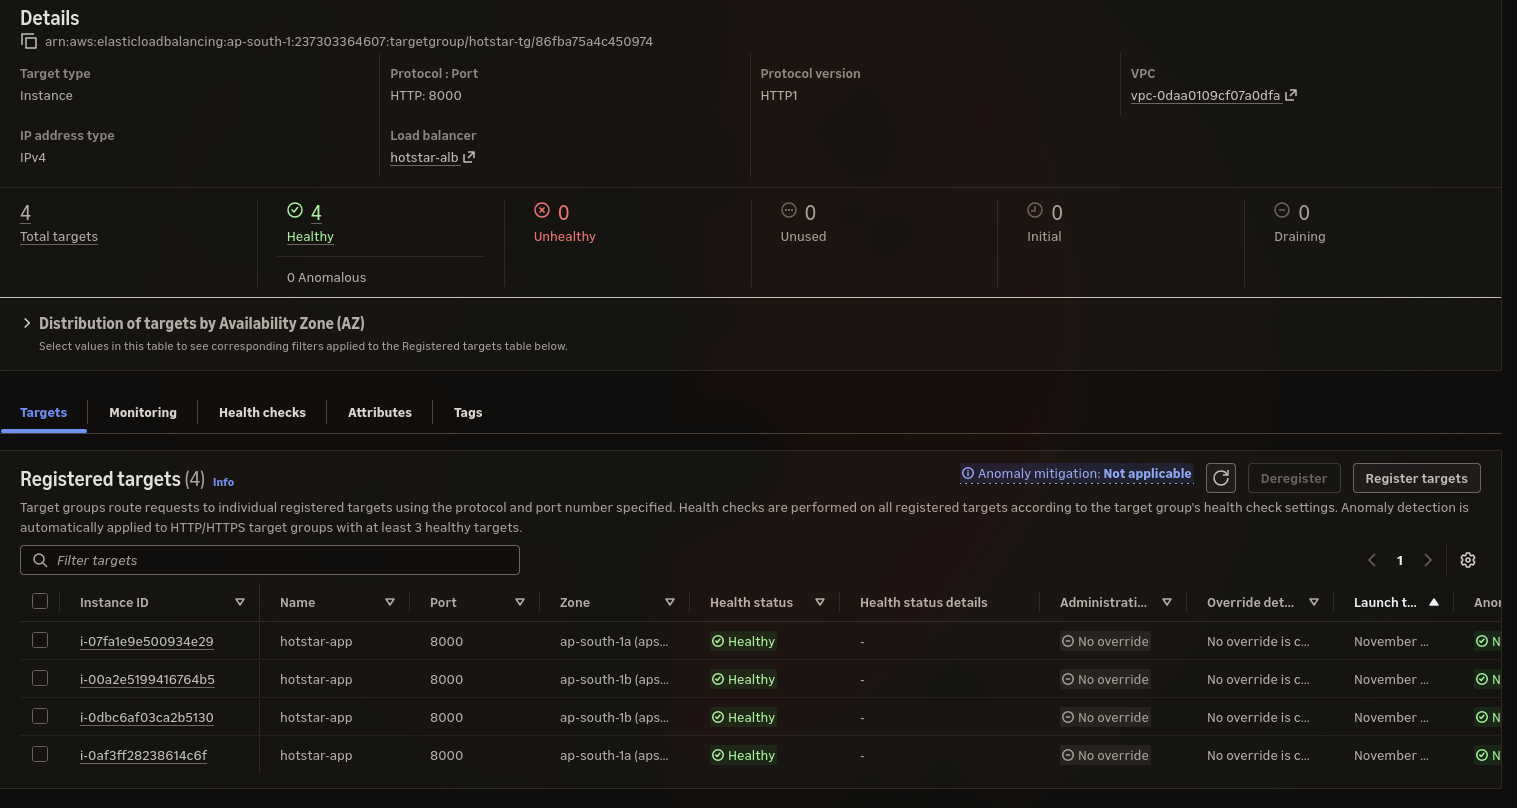 Details
arn:aws:elasticloadbalancing:ap-south-1:237303364607:targetgroup/hotstar-tg/86fba75a4c450974
Target type
Instance
Protocol : Port
HTTP: 8000
Protocol version
HTTP1
VPC
vpc-0daa0109cf07a0dfa
IP address type
IPv4
Load balancer
hotstar-alb
4
Total targets
4
Healthy
0 Anomalous
0
Unhealthy
0
Unused
0
Initial
0
Draining
Distribution of targets by Availability Zone (AZ)
Select values in this table to see corresponding filters applied to the Registered targets table below.
Targets Monitoring Health checks Attributes Tags
Registered targets (4) Info
Anomaly mitigation: Not applicable
Deregister
Register targets
Target groups route requests to individual registered targets using the protocol and port number specified. Health checks are performed on all registered targets according to the target group's health check settings. Anomaly detection is
automatically applied to HTTP/HTTPS target groups with at least 3 healthy targets.
Filter targets
1
Instance ID Name Port Zone Health status Health status details Administrati... Override det... Launch t... Ano
i-07fa1e9e500934e29 hotstar-app 8000 ap-south-1a (aps... Healthy - No override No override is c... November ... N
i-00a2e5199416764b5 hotstar-app 8000 ap-south-1b (aps... Healthy - No override No override is c... November ... N
i-0dbc6af03ca2b5130 hotstar-app 8000 ap-south-1b (aps... Healthy - No override No override is c... November ... N
i-0af3ff28238614c6f hotstar-app 8000 ap-south-1a (aps... Healthy - No override No override is c... November ... N